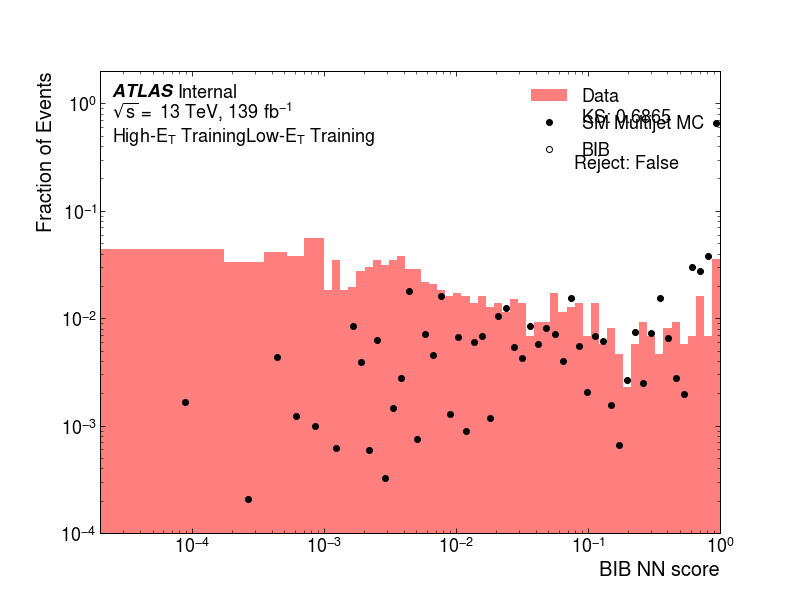 ATLAS Internal
√s = 13 TeV, 139 fb⁻¹
High-E_T TrainingLow-E_T Training
Data
KS: 0.6865
SM Multijet MC
BIB
Reject: False
Fraction of Events
10⁰
10⁻¹
10⁻²
10⁻³
10⁻⁴
10⁻⁴ 10⁻³ 10⁻² 10⁻¹ 10⁰
BIB NN score